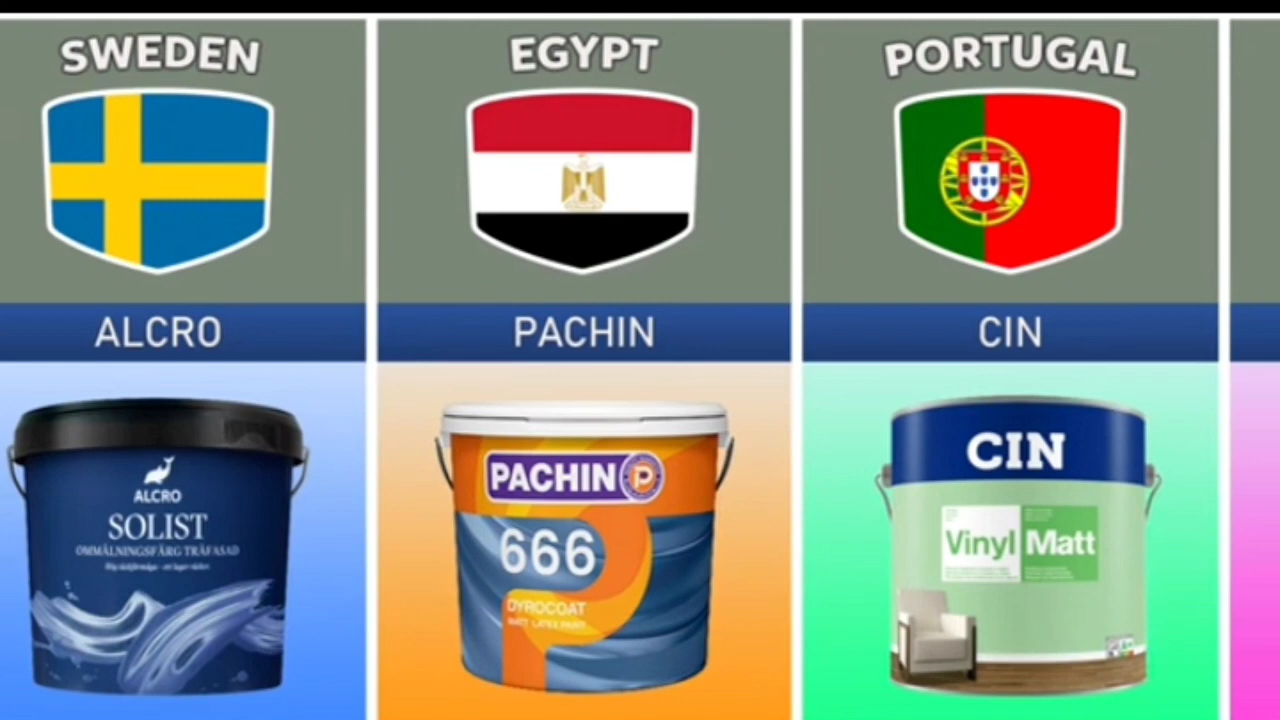 SWEDEN
EGYPT
PORTUGAL
ALCRO
PACHIN
CIN
ALCRO
SOLIST
OMMÅLNINGSFÄRG TRÄFASAD
PACHIN P
666
DYROCOAT
MATT LATEX PAINT
CIN
Vinyl Matt